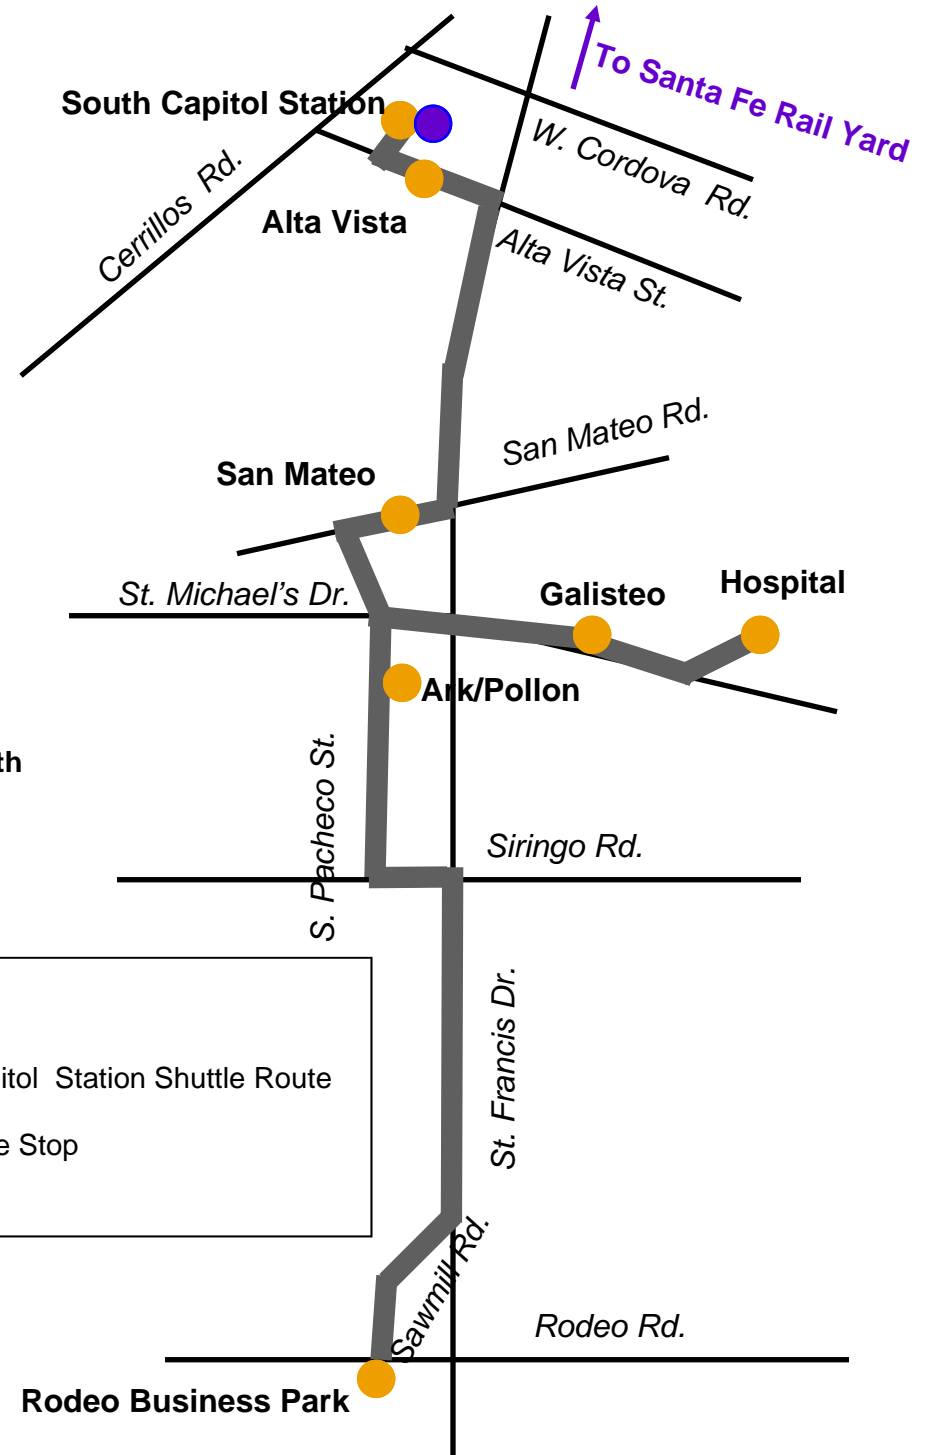 To Santa Fe Rail Yard
South Capitol Station
W. Cordova Rd.
Cerrillos Rd.
Alta Vista
Alta Vista St.
San Mateo Rd.
San Mateo
St. Michael's Dr.
Galisteo
Hospital
Ark/Pollon
th
S. Pacheco St.
Siringo Rd.
St. Francis Dr.
itol Station Shuttle Route
e Stop
Sawmill Rd.
Rodeo Rd.
Rodeo Business Park